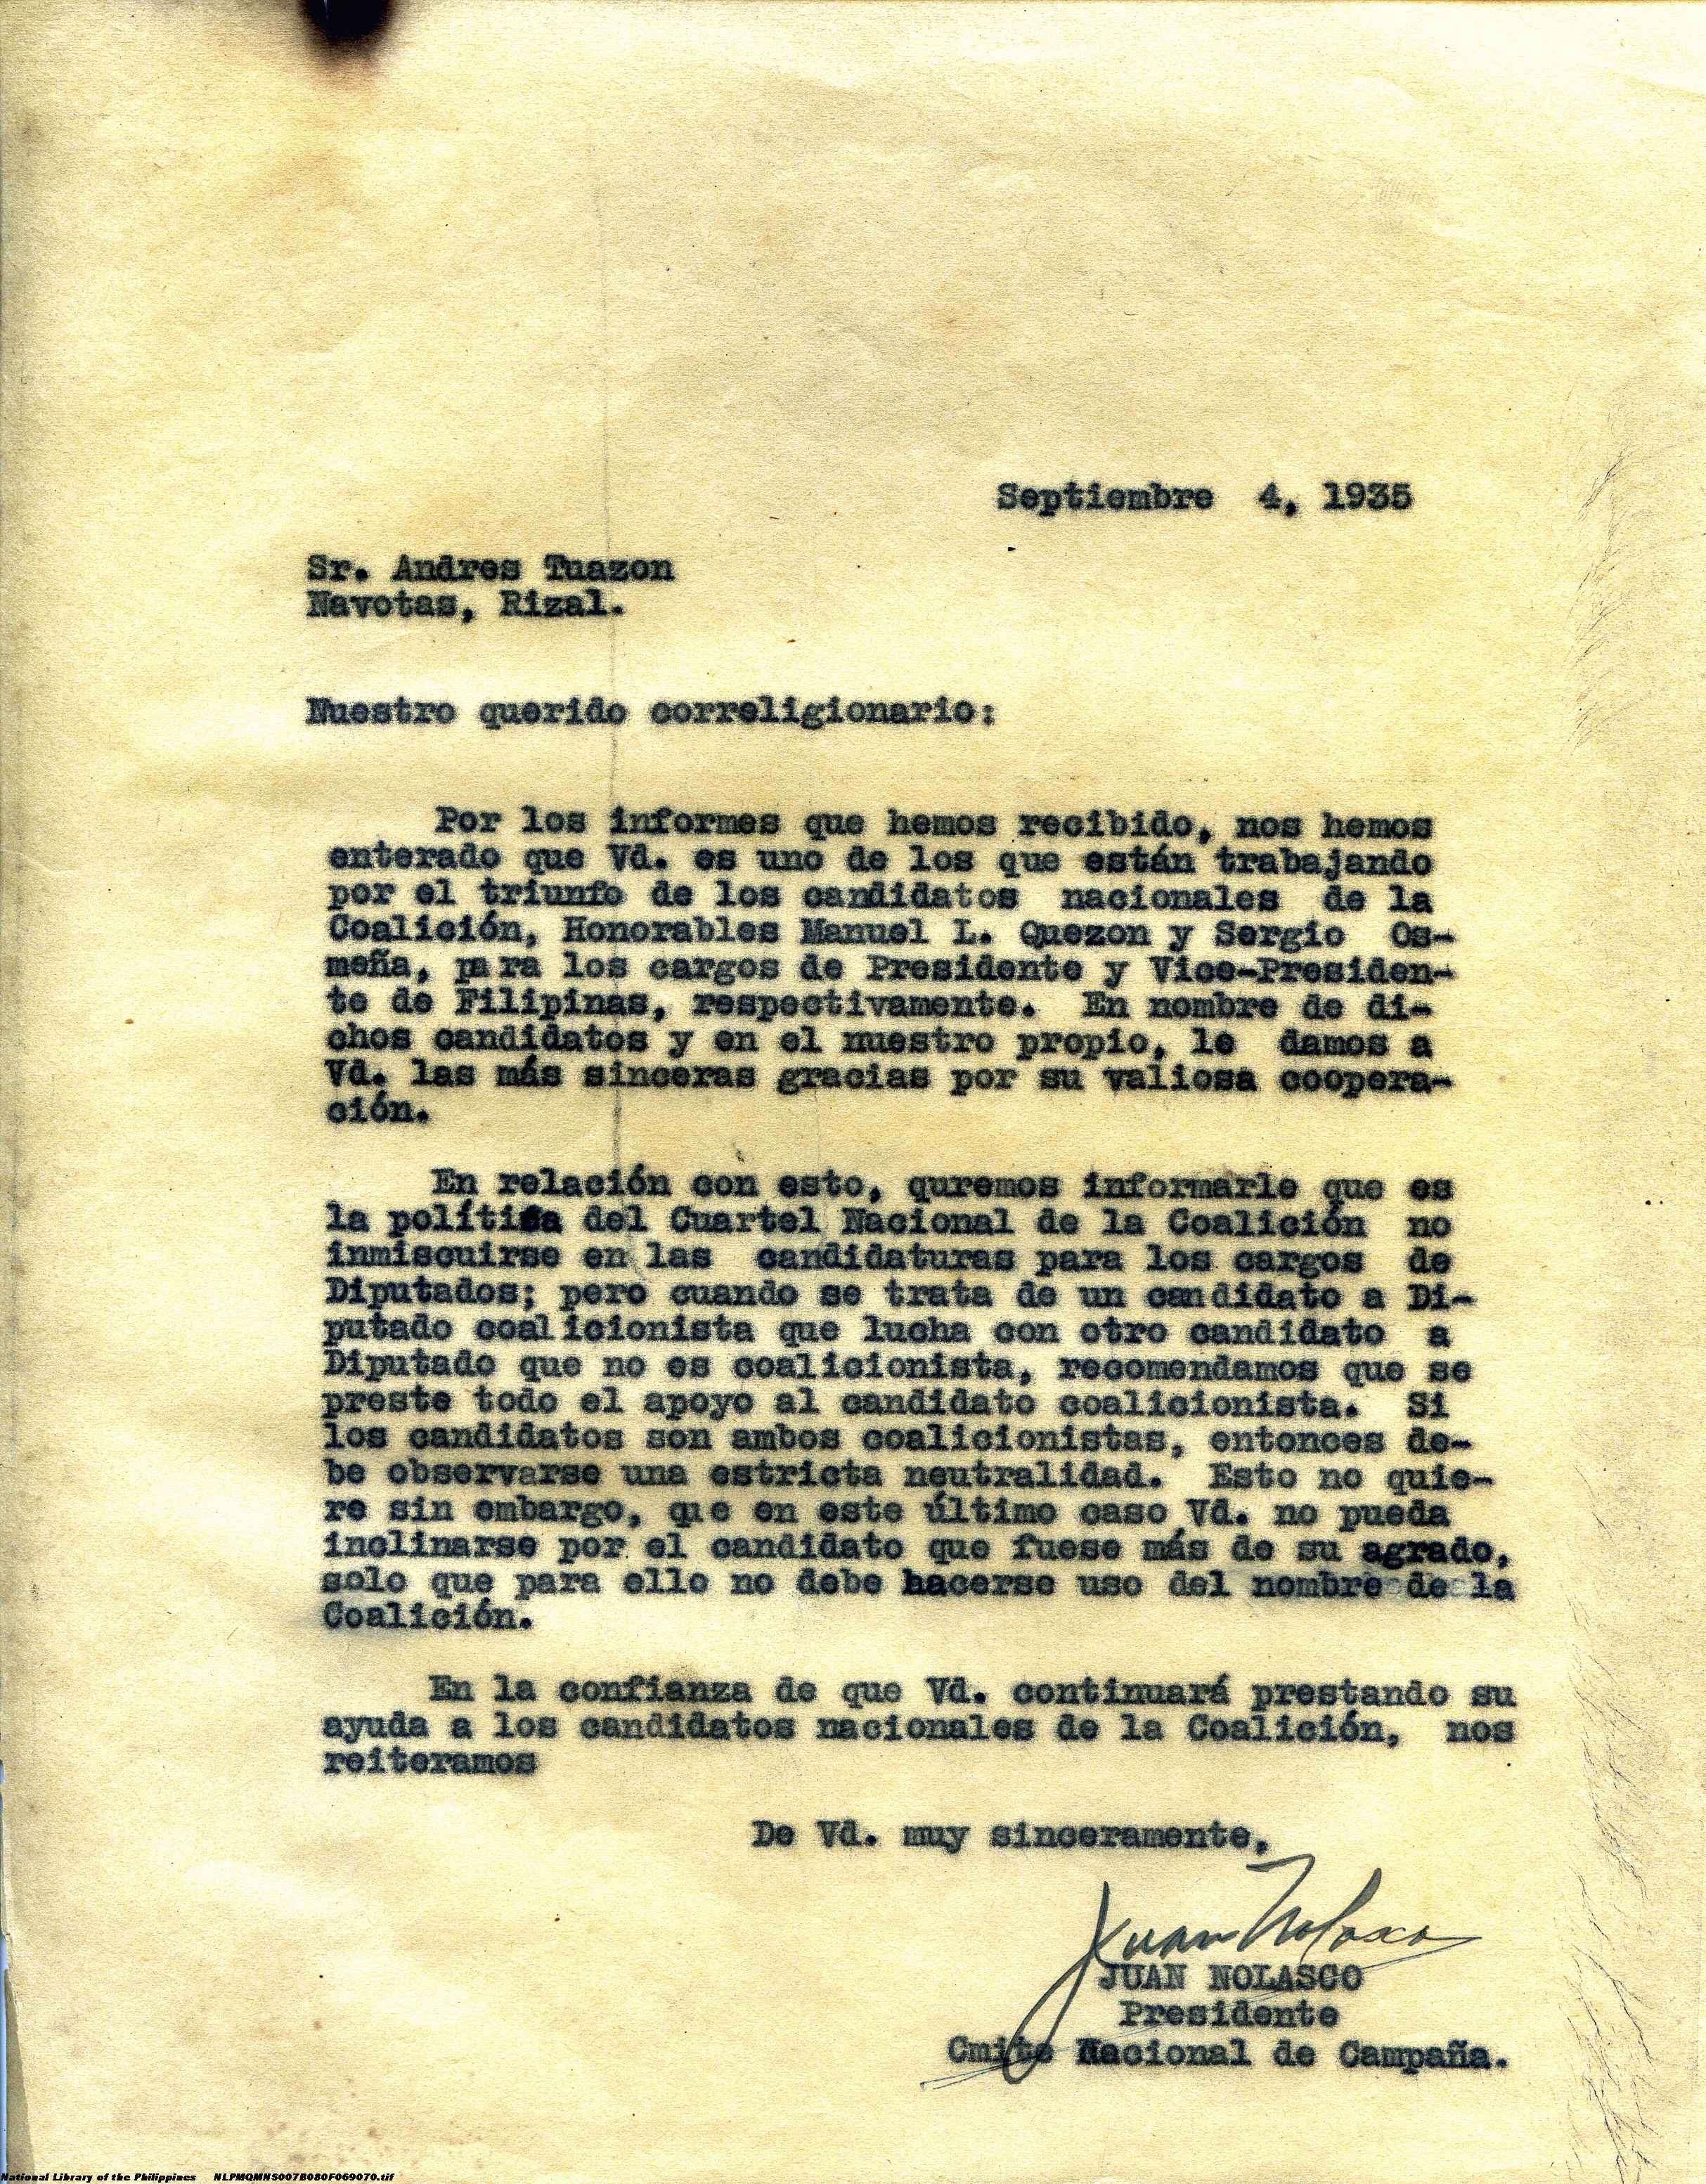 Septiembre 4, 1935
Sr. Andres Tuazon
Navotas, Rizal.
Nuestro querido correligionario:
Por los informes que hemos recibido, nos hemos
enterado que Vd. es uno de los que están trabajando
por el triunfo de los candidatos nacionales de la
Coalición, Honorables Manuel L. Quezon y Sergio Os-
meña, para los cargos de Presidente y Vice-Presiden-
te de Filipinas, respectivamente. En nombre de di-
chos candidatos y en el nuestro propio, le damos a
Vd. las más sinceras gracias por su valiosa coopera-
ción.
En relación con esto, quremos informarle que es
la política del Cuartel Nacional de la Coalición no
inmiscuirse en las candidaturas para los cargos de
Diputados; pero cuando se trata de un candidato a Di-
putado coalicionista que lucha con otro candidato a
Diputado que no es coalicionista, recomendamos que se
preste todo el apoyo al candidato coalicionista. Si
los candidatos son ambos coalicionistas, entonces de-
be observarse una estricta neutralidad. Esto no quie-
re sin embargo, que en este último caso Vd. no pueda
inclinarse por el candidato que fuese más de su agrado,
solo que para ello no debe hacerse uso del nombre de la
Coalición.
En la confianza de que Vd. continuará prestando su
ayuda a los candidatos nacionales de la Coalición, nos
reiteramos
De Vd. muy sinceramente,
Juan Nolasco
JUAN NOLASCO
Presidente
Cmite Nacional de Campaña.
National Library of the Philippines NLPMQMNS007B080F069070.tif